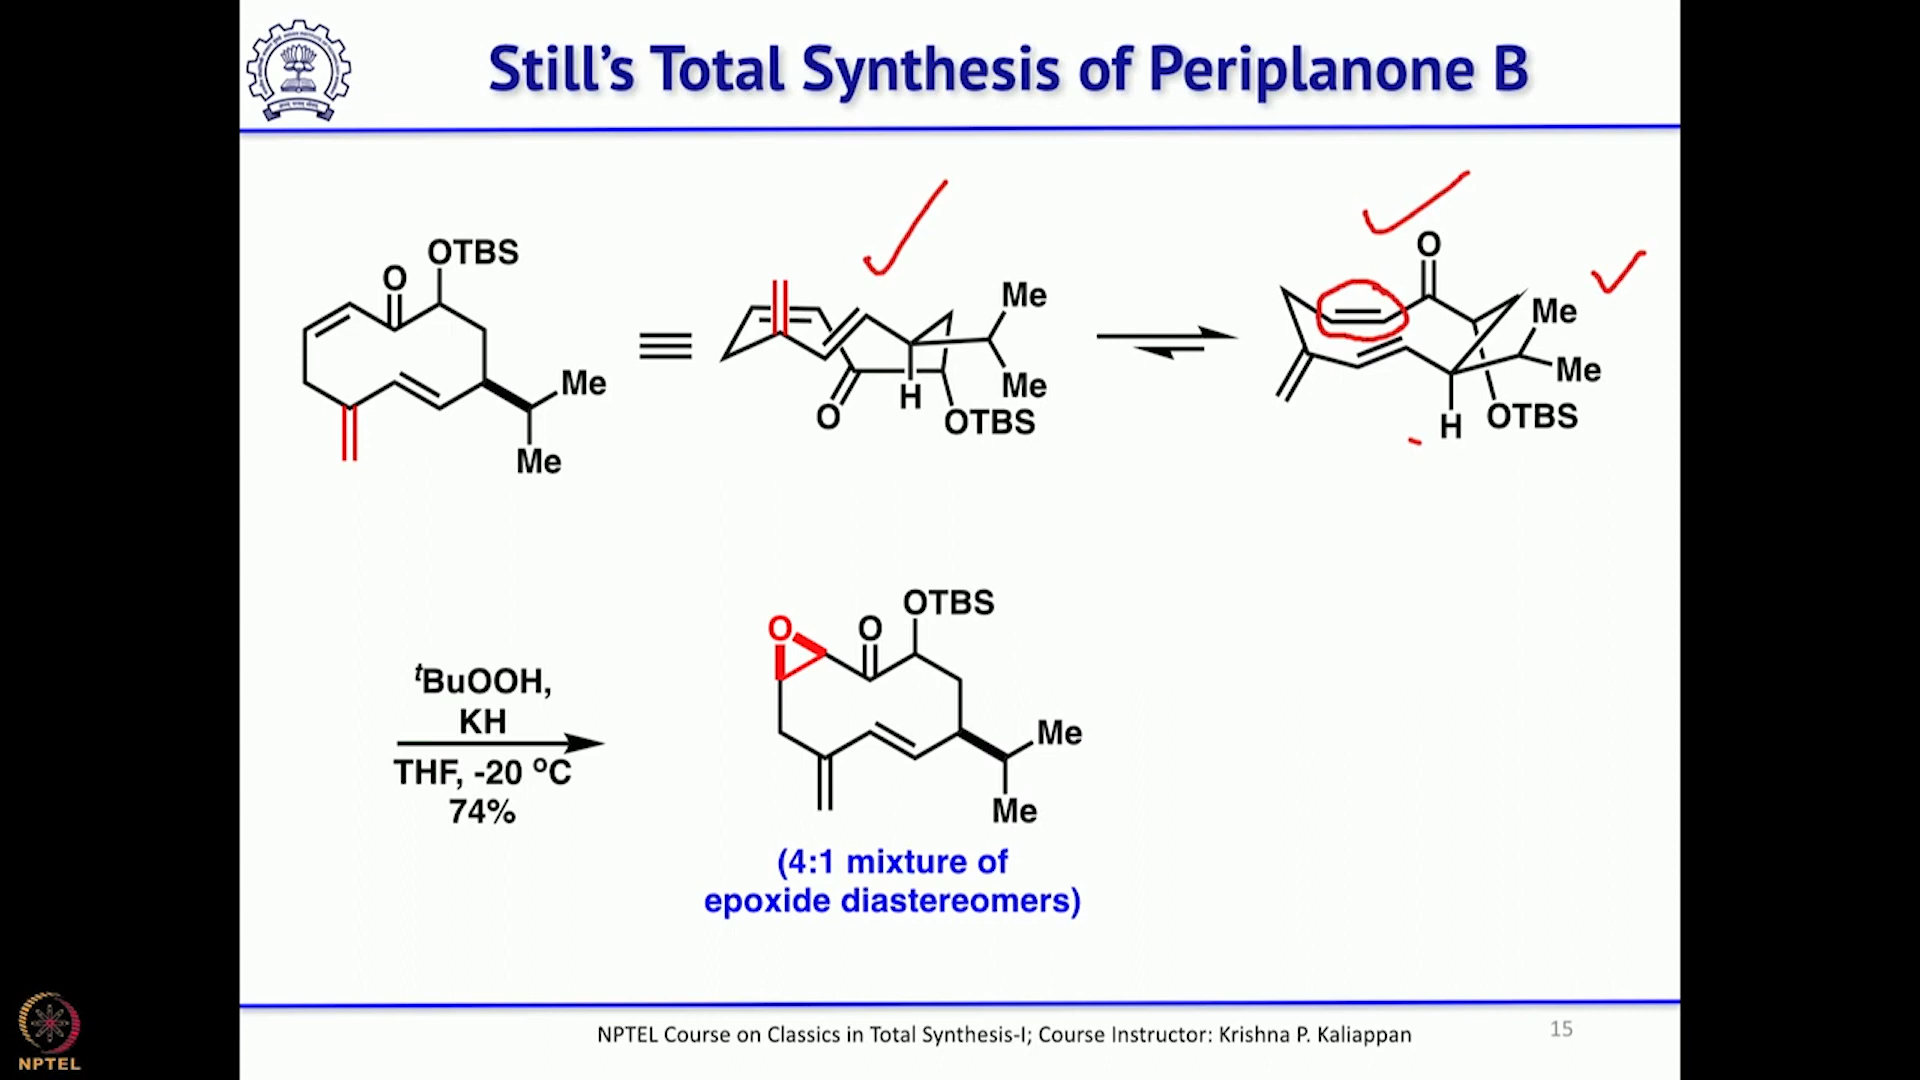 Still’s Total Synthesis of Periplanone B
O
OTBS
Me
Me
Me
Me
O
H
OTBS
O
Me
Me
H
OTBS
tBuOOH,
KH
THF, -20 oC
74%
O
O
OTBS
Me
Me
(4:1 mixture of
epoxide diastereomers)
NPTEL
NPTEL Course on Classics in Total Synthesis-I; Course Instructor: Krishna P. Kaliappan
15